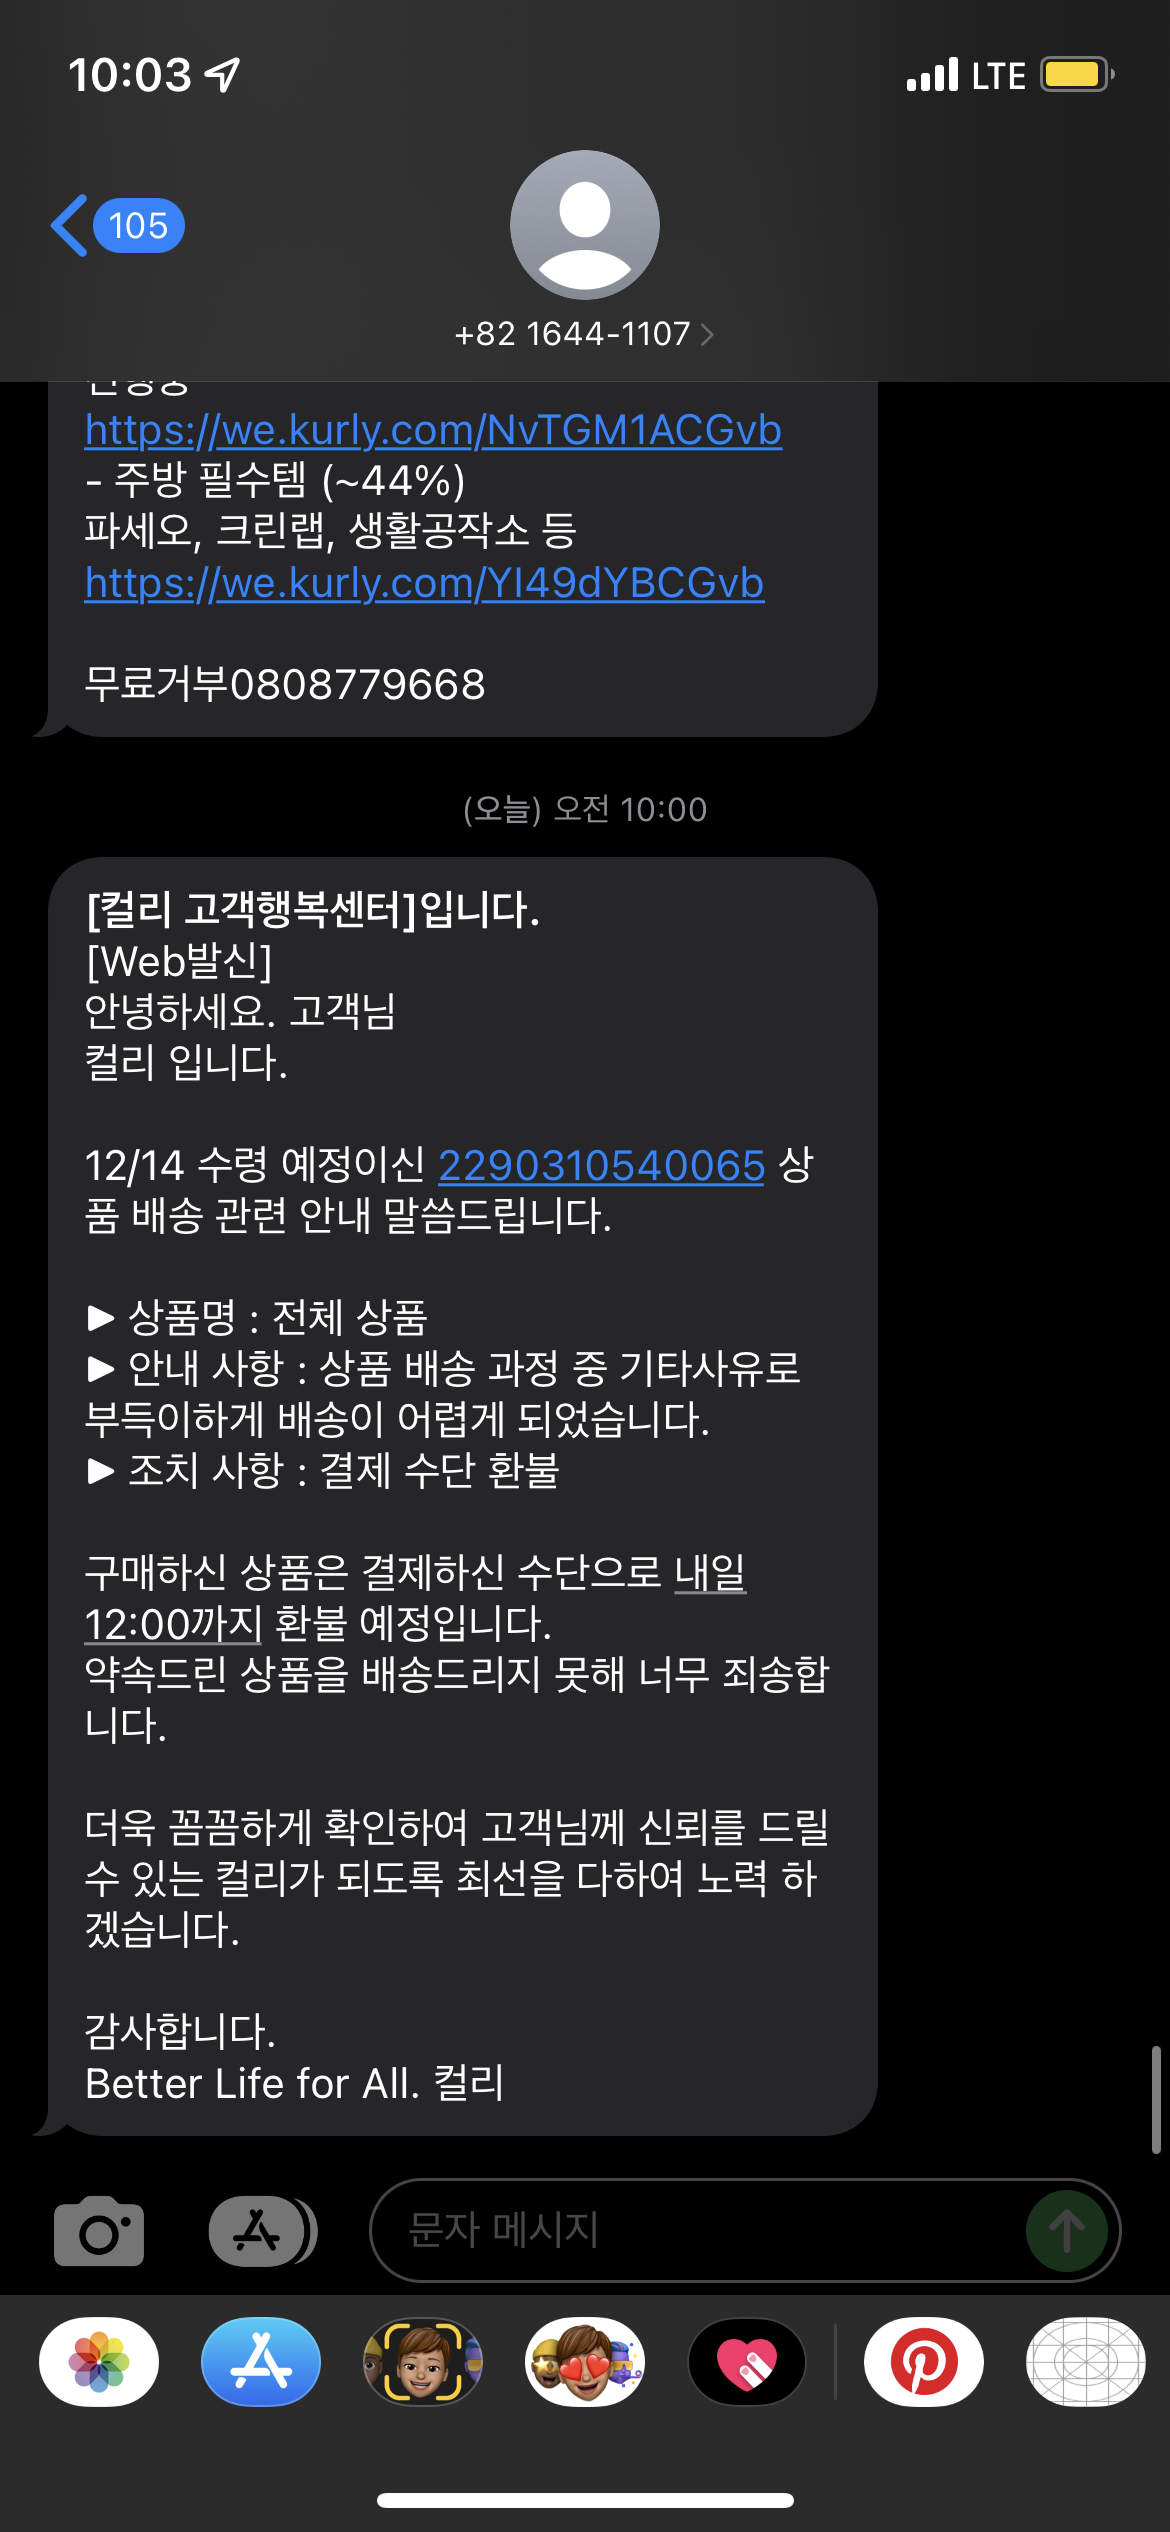 10:03
LTE
105
+82 1644-1107
https://we.kurly.com/NvTGM1ACGvb
- 주방 필수템 (~44%)
파세오, 크린랩, 생활공작소 등
https://we.kurly.com/YI49dYBCGvb
무료거부0808779668
(오늘) 오전 10:00
[컬리 고객행복센터]입니다.
[Web발신]
안녕하세요. 고객님
컬리 입니다.
12/14 수령 예정이신 2290310540065 상
품 배송 관련 안내 말씀드립니다.
▶ 상품명 : 전체 상품
▶ 안내 사항 : 상품 배송 과정 중 기타사유로
부득이하게 배송이 어렵게 되었습니다.
▶ 조치 사항 : 결제 수단 환불
구매하신 상품은 결제하신 수단으로 내일
12:00까지 환불 예정입니다.
약속드린 상품을 배송드리지 못해 너무 죄송합
니다.
더욱 꼼꼼하게 확인하여 고객님께 신뢰를 드릴
수 있는 컬리가 되도록 최선을 다하여 노력 하
겠습니다.
감사합니다.
Better Life for All. 컬리
문자 메시지